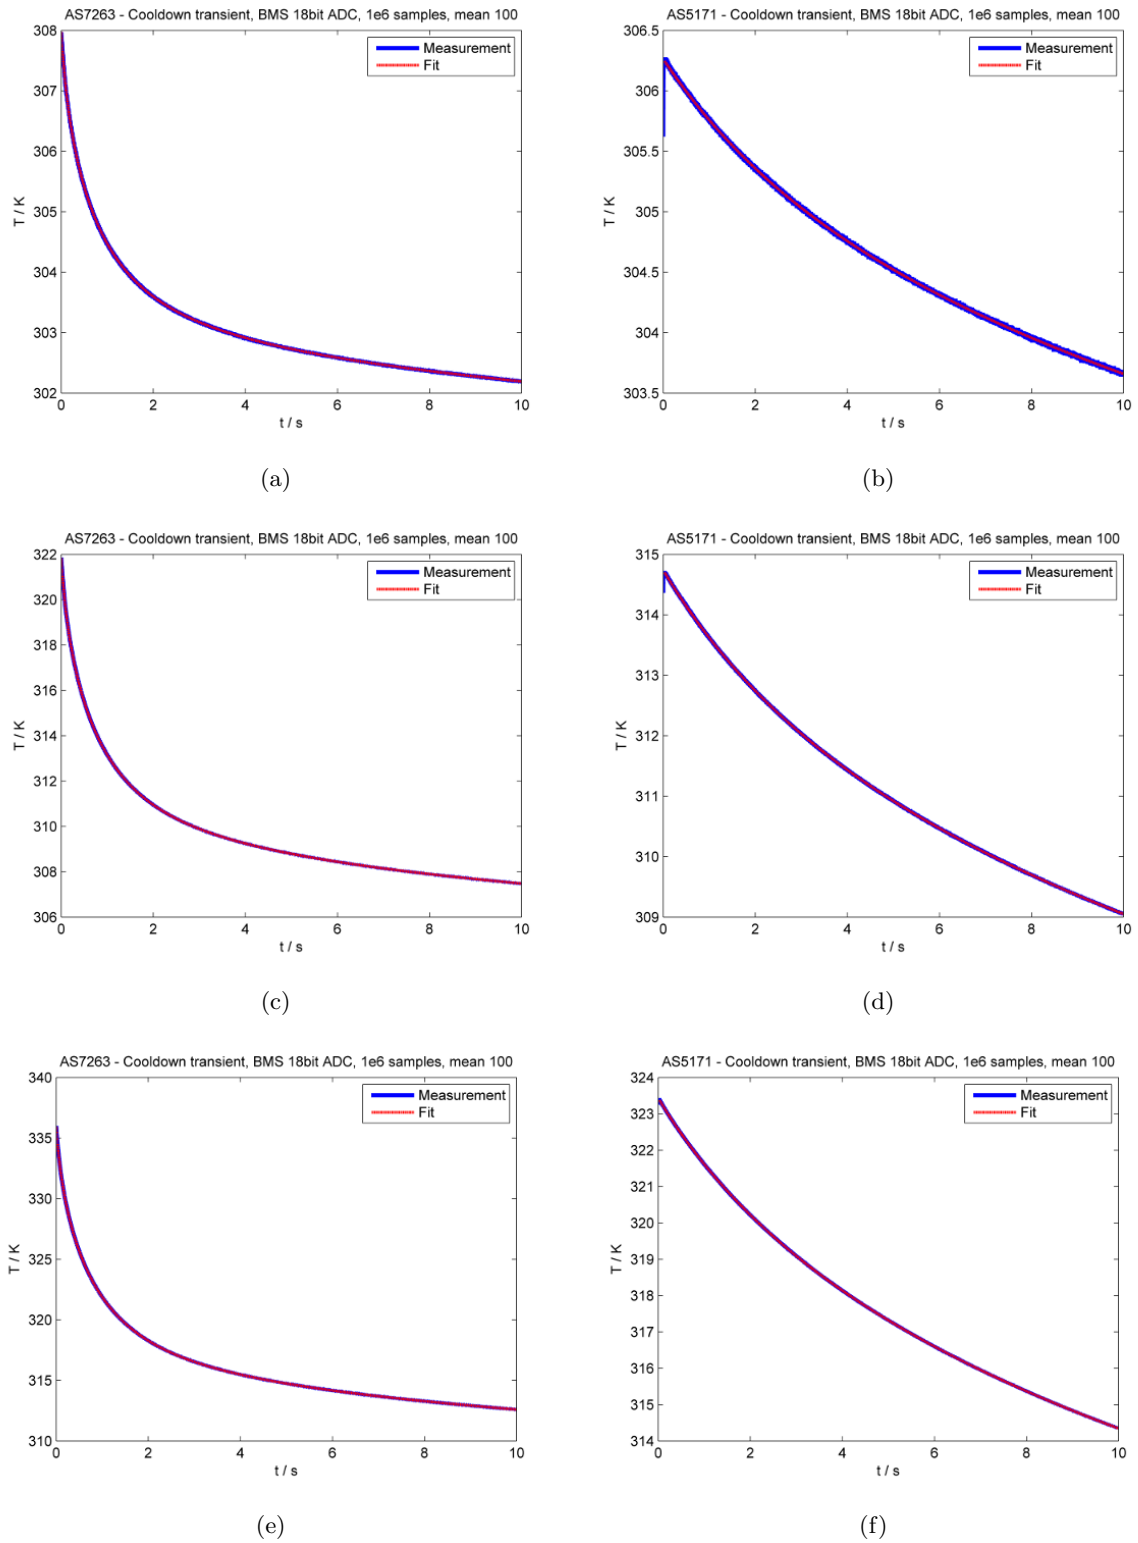 AS7263 - Cooldown transient, BMS 18bit ADC, 1e6 samples, mean 100
308
307
306
305
304
303
302
T / K
0 2 4 6 8 10
t / s
Measurement
Fit
(a)
AS5171 - Cooldown transient, BMS 18bit ADC, 1e6 samples, mean 100
306.5
306
305.5
305
304.5
304
303.5
T / K
0 2 4 6 8 10
t / s
Measurement
Fit
(b)
AS7263 - Cooldown transient, BMS 18bit ADC, 1e6 samples, mean 100
322
320
318
316
314
312
310
308
306
T / K
0 2 4 6 8 10
t / s
Measurement
Fit
(c)
AS5171 - Cooldown transient, BMS 18bit ADC, 1e6 samples, mean 100
315
314
313
312
311
310
309
T / K
0 2 4 6 8 10
t / s
Measurement
Fit
(d)
AS7263 - Cooldown transient, BMS 18bit ADC, 1e6 samples, mean 100
340
335
330
325
320
315
310
T / K
0 2 4 6 8 10
t / s
Measurement
Fit
(e)
AS5171 - Cooldown transient, BMS 18bit ADC, 1e6 samples, mean 100
324
323
322
321
320
319
318
317
316
315
314
T / K
0 2 4 6 8 10
t / s
Measurement
Fit
(f)